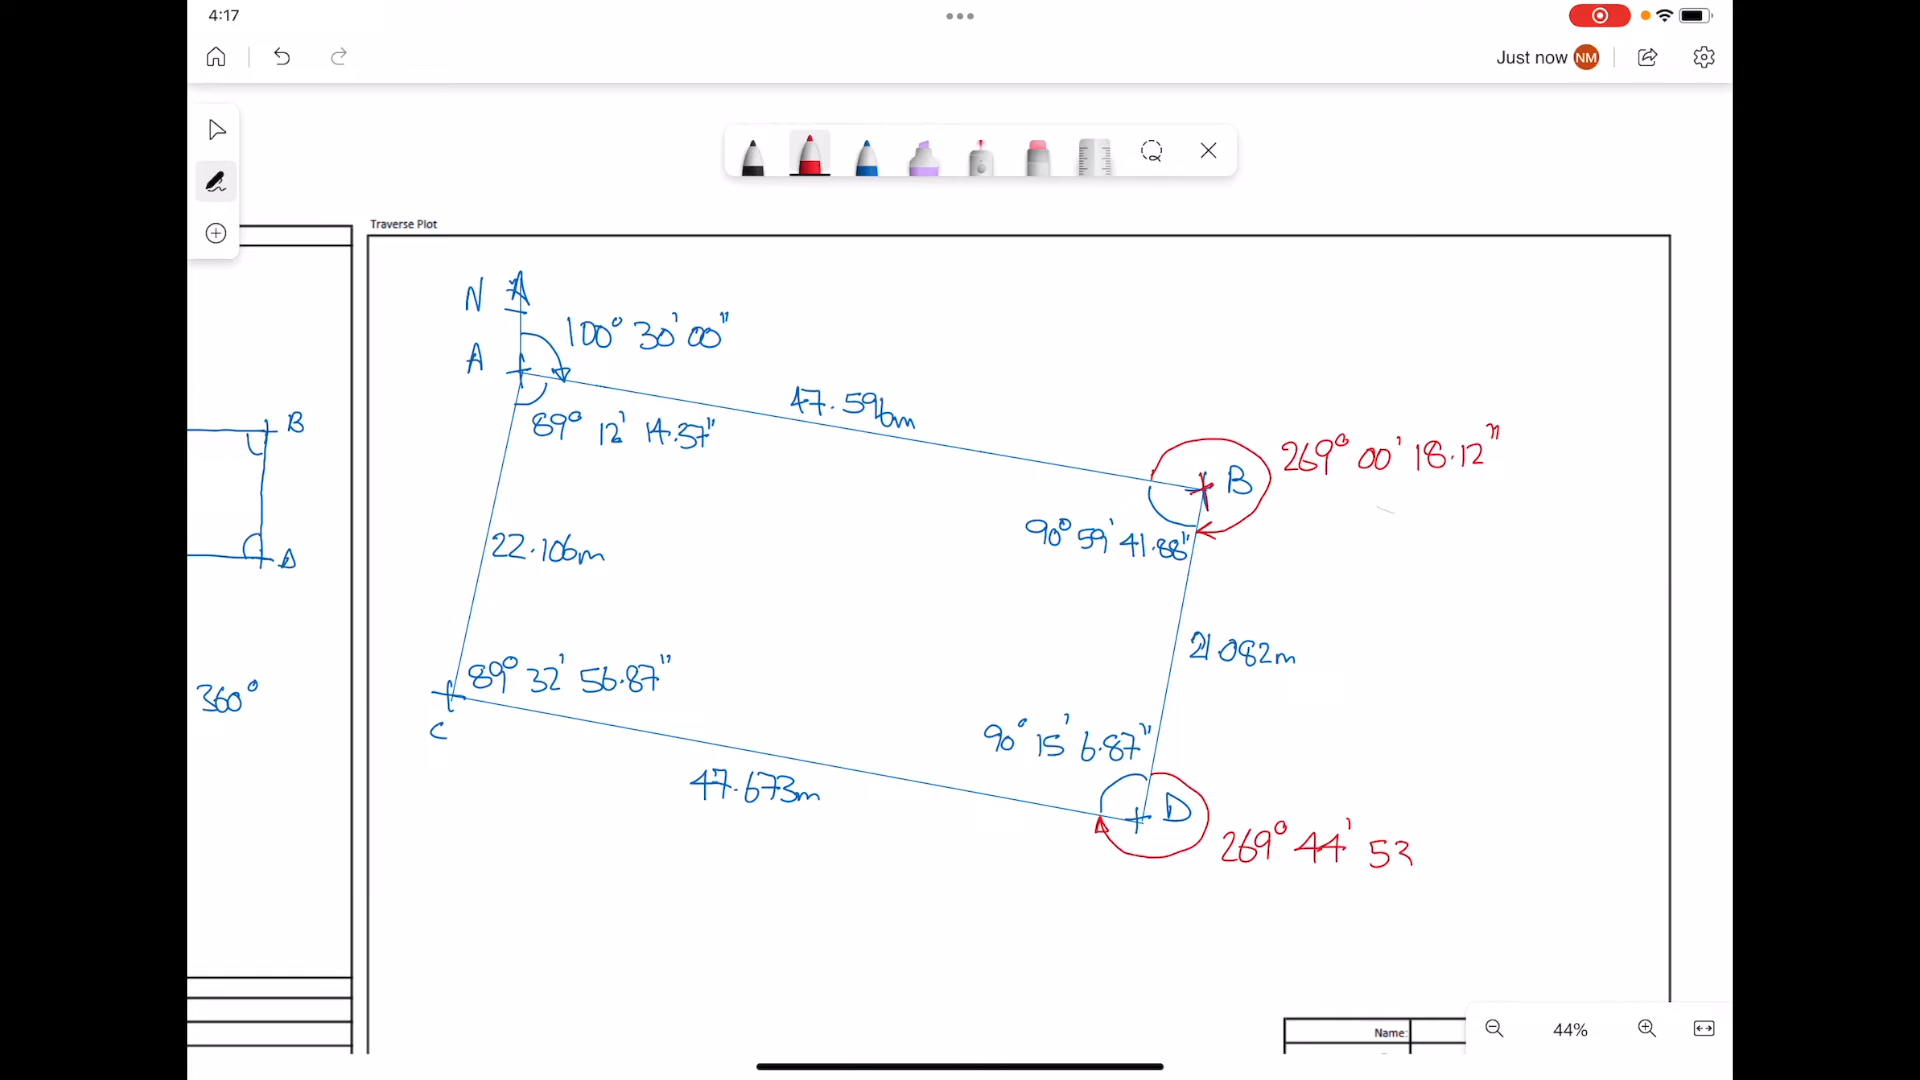 4:17
Just now NM
Traverse Plot
N
100° 30' 00"
A
47.596m
89° 12' 14.37"
B
269° 00' 18.12"
B
90° 59' 41.88"
22.106m
D
21.082m
89° 32' 56.87"
360°
C
90° 15' 6.87"
47.673m
D
269° 44' 53
Name:
44%